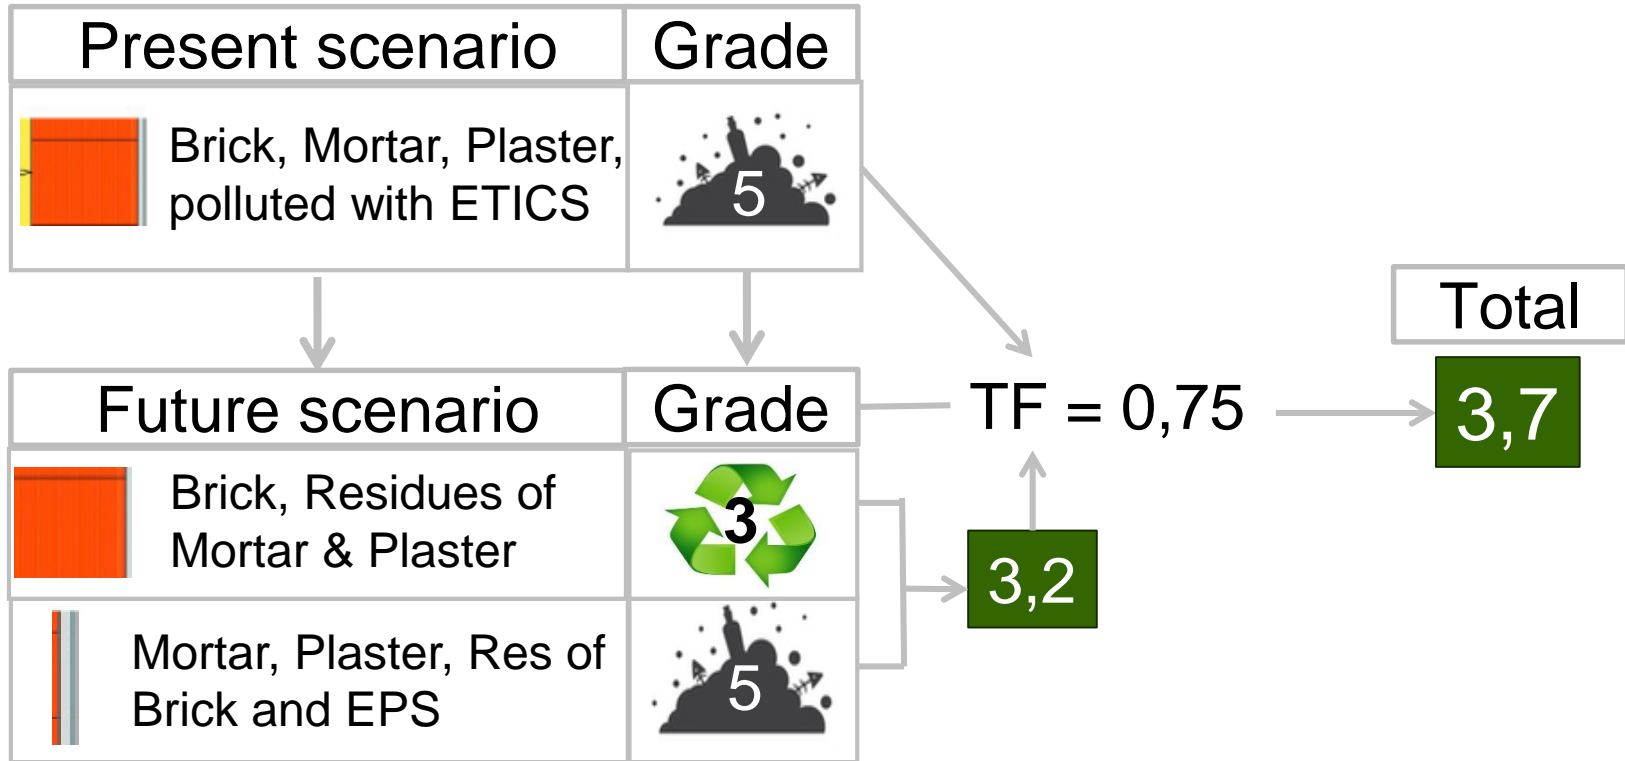 Present scenario
Grade
Brick, Mortar, Plaster,
polluted with ETICS
5
Future scenario
Grade
Brick, Residues of
Mortar & Plaster
3
Mortar, Plaster, Res of
Brick and EPS
5
3,2
TF = 0,75
Total
3,7